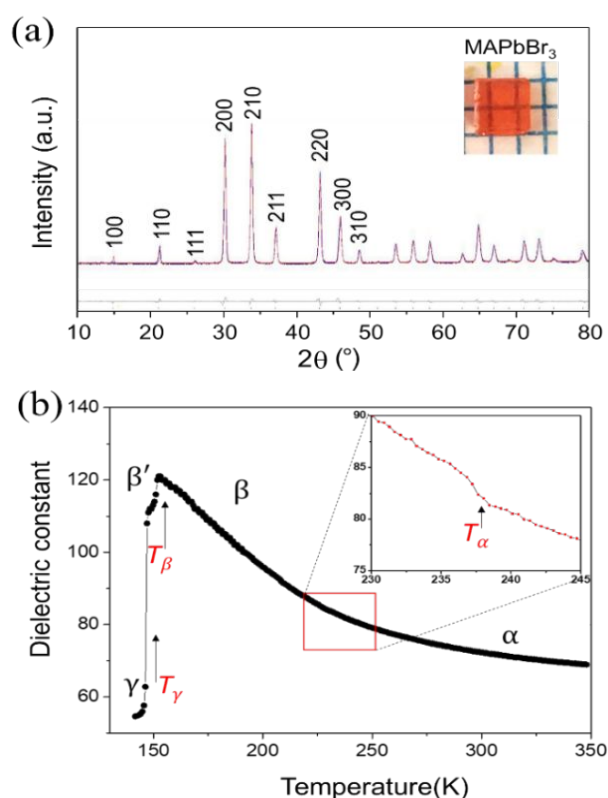 (a)
MAPbBr₃
Intensity (a.u.)
100
110
111
200
210
211
220
300
310
10 20 30 40 50 60 70 80
2θ (°)
(b)
Dielectric constant
140
120
100
80
60
β′
β
Tβ
γ
Tγ
α
90
85
80
75
Tα
230 235 240 245
150 200 250 300 350
Temperature(K)